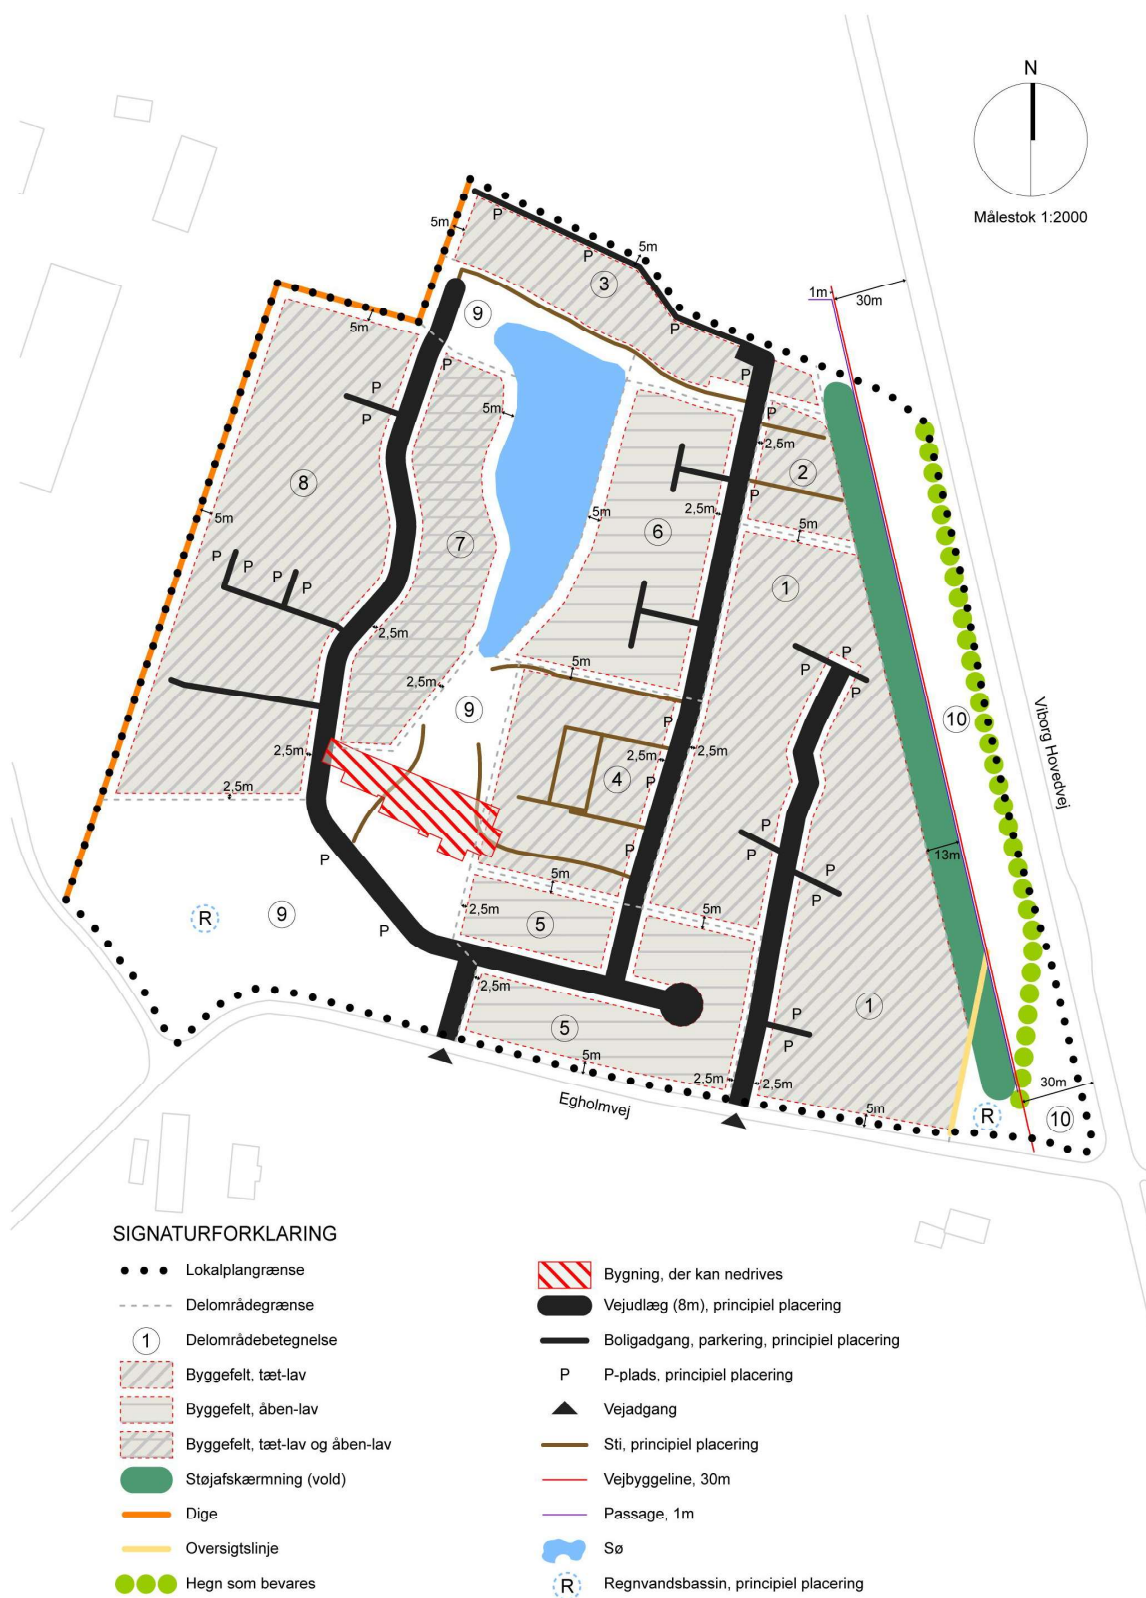 N
Målestok 1:2000
5m
P
5m
P
3
1m
30m
9
P
5m
P
P
P
P
5m
P
2,5m
8
2
P
5m
5m
2,5m
5m
6
7
P
P
P
P
1
2,5m
P
5m
P
P
2,5m
9
P
10
Viborg Hovedvej
2,5m
2,5m
2,5m
4
P
2,5m
P
P
P
13m
P
P
P
5m
5m
R
9
2,5m
5
P
2,5m
5
1
P
P
5m
2,5m
2,5m
30m
Egholmvej
5m
R
10
SIGNATURFORKLARING
Lokalplangrænse
Delområdegrænse
1
Delområdebetegnelse
Byggefelt, tæt-lav
Byggefelt, åben-lav
Byggefelt, tæt-lav og åben-lav
Støjafskærmning (vold)
Dige
Oversigtslinje
Hegn som bevares
Bygning, der kan nedrives
Vejudlæg (8m), principiel placering
Boligadgang, parkering, principiel placering
P
P-plads, principiel placering
Vejadgang
Sti, principiel placering
Vejbyggeline, 30m
Passage, 1m
Sø
R
Regnvandsbassin, principiel placering